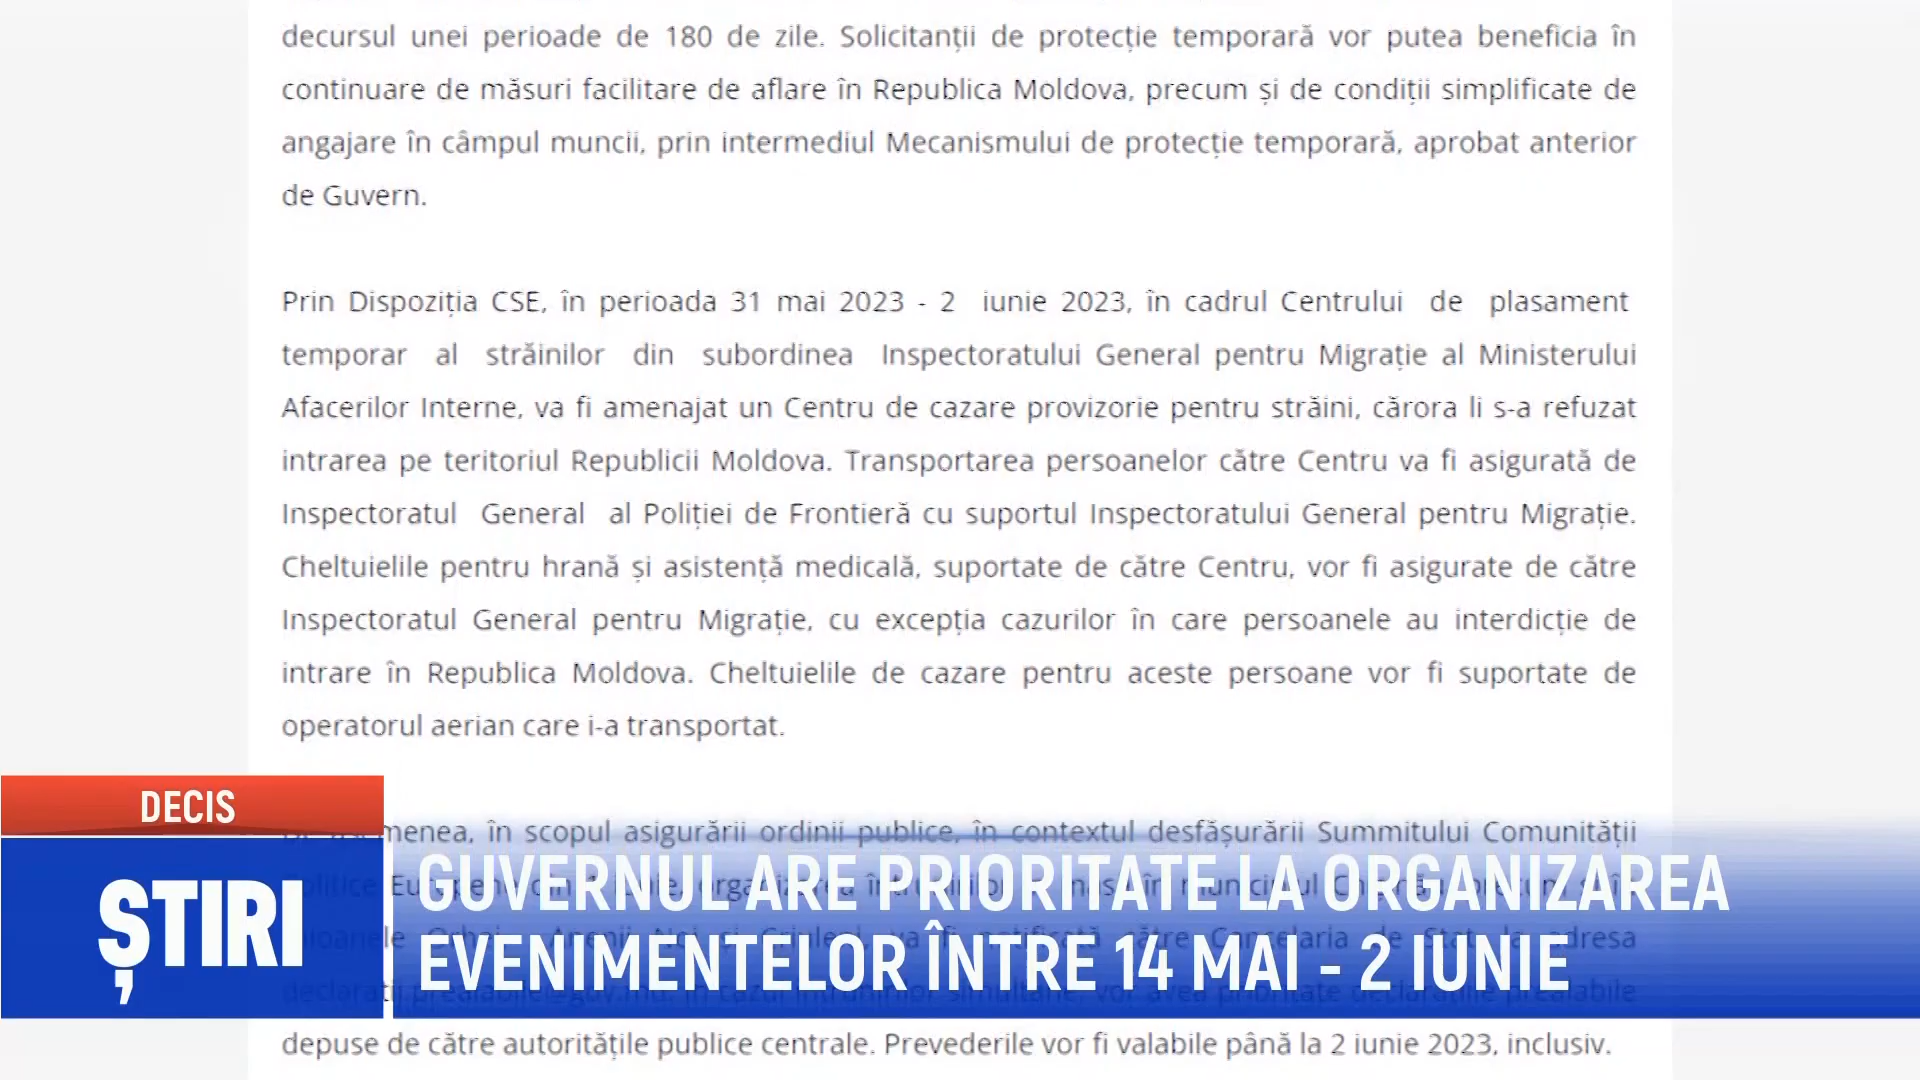 decursul unei perioade de 180 de zile. Solicitanții de protecție temporară vor putea beneficia în
continuare de măsuri facilitare de aflare în Republica Moldova, precum și de condiții simplificate de
angajare în câmpul muncii, prin intermediul Mecanismului de protecție temporară, aprobat anterior
de Guvern.
Prin Dispoziția CSE, în perioada 31 mai 2023 - 2 iunie 2023, în cadrul Centrului de plasament
temporar al străinilor din subordinea Inspectoratului General pentru Migrație al Ministerului
Afacerilor Interne, va fi amenajat un Centru de cazare provizorie pentru străini, cărora li s-a refuzat
intrarea pe teritoriul Republicii Moldova. Transportarea persoanelor către Centru va fi asigurată de
Inspectoratul General al Poliției de Frontieră cu suportul Inspectoratului General pentru Migrație.
Cheltuielile pentru hrană și asistență medicală, suportate de către Centru, vor fi asigurate de către
Inspectoratul General pentru Migrație, cu excepția cazurilor în care persoanele au interdicție de
intrare în Republica Moldova. Cheltuielile de cazare pentru aceste persoane vor fi suportate de
operatorul aerian care i-a transportat.
DECIS
în scopul asigurării ordinii publice, în contextul desfășurării Summitului Comunității
ȘTIRI
GUVERNUL ARE PRIORITATE LA ORGANIZAREA
EVENIMENTELOR ÎNTRE 14 MAI - 2 IUNIE
depuse de către autoritățile publice centrale. Prevederile vor fi valabile până la 2 iunie 2023, inclusiv.